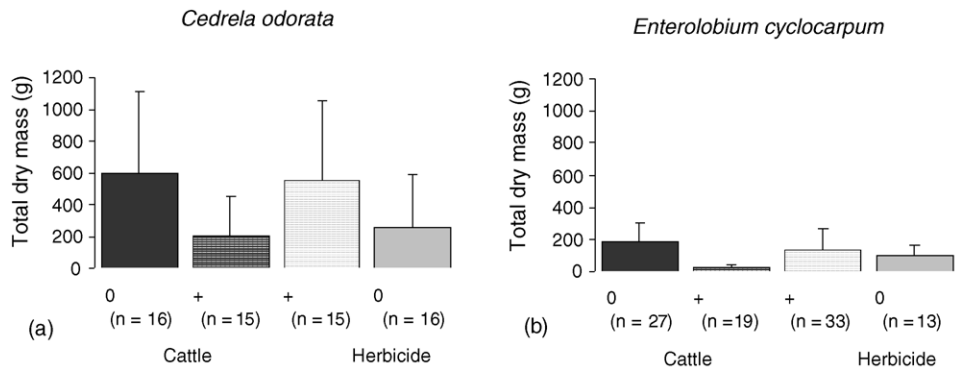 Cedrela odorata
Total dry mass (g)
1200
1000
800
600
400
200
0
0 + + 0
(n = 16) (n = 15) (n = 15) (n = 16)
(a)
Cattle Herbicide
Enterolobium cyclocarpum
Total dry mass (g)
1200
1000
800
600
400
200
0
0 + + 0
(n = 27) (n =19) (n = 33) (n =13)
(b)
Cattle Herbicide